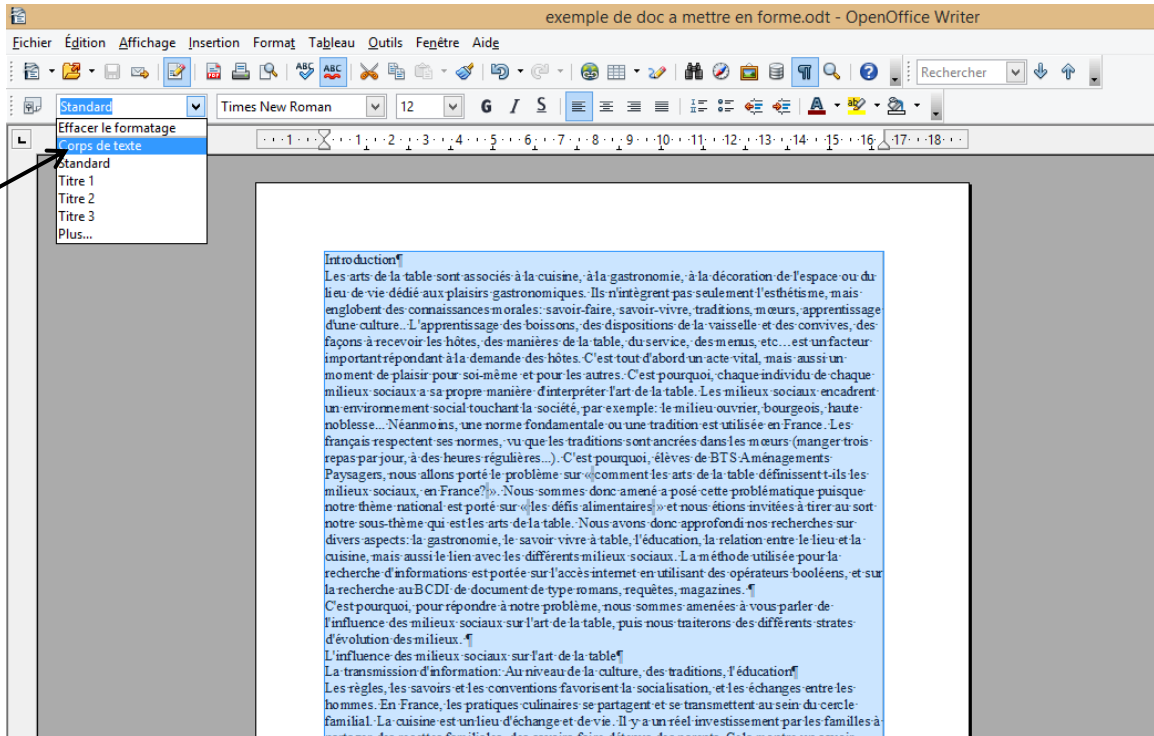 exemple de doc a mettre en forme.odt - OpenOffice Writer
Fichier Édition Affichage Insertion Format Tableau Outils Fenêtre Aide
Rechercher
Standard Times New Roman 12 G I S
Effacer le formatage
Corps de texte
Standard
Titre 1
Titre 2
Titre 3
Plus...
1 1 2 3 4 5 6 7 8 9 10 11 12 13 14 15 16 17 18
Introduction¶
Les arts de la table sont associés à la cuisine, à la gastronomie, à la décoration de l'espace ou du
lieu de vie dédié aux plaisirs gastronomiques. Ils n'intègrent pas seulement l'esthétisme, mais
englobent des connaissances morales: savoir-faire, savoir-vivre, traditions, mœurs, apprentissage
d'une culture.. L'apprentissage des boissons, des dispositions de la vaisselle et des convives, des
façons à recevoir les hôtes, des manières de la table, du service, des menus, etc…est un facteur
important répondant à la demande des hôtes. C'est tout d'abord un acte vital, mais aussi un
moment de plaisir pour soi-même et pour les autres. C'est pourquoi, chaque individu de chaque
milieux sociaux a sa propre manière d'interpréter l'art de la table. Les milieux sociaux encadrent
un environnement social touchant la société, par exemple: le milieu ouvrier, bourgeois, haute
noblesse... Néanmoins, une norme fondamentale ou une tradition est utilisée en France. Les
français respectent ses normes, vu que les traditions sont ancrées dans les mœurs (manger trois
repas par jour, à des heures régulières...). C'est pourquoi, élèves de BTS Aménagements
Paysagers, nous allons porté le problème sur « comment les arts de la table définissent t-ils les
milieux sociaux, en France? ». Nous sommes donc amené a posé cette problématique puisque
notre thème national est porté sur « les défis alimentaires » et nous étions invitées à tirer au sort
notre sous-thème qui est les arts de la table. Nous avons donc approfondi nos recherches sur
divers aspects: la gastronomie, le savoir vivre à table, l'éducation, la relation entre le lieu et la
cuisine, mais aussi le lien avec les différents milieux sociaux. La méthode utilisée pour la
recherche d'informations est portée sur l'accès internet en utilisant des opérateurs booléens, et sur
la recherche au BCDI de document de type romans, requêtes, magazines. ¶
C'est pourquoi, pour répondre à notre problème, nous sommes amenées à vous parler de
l'influence des milieux sociaux sur l'art de la table, puis nous traiterons des différents strates
d'évolution des milieux. ¶
L'influence des milieux sociaux sur l'art de la table¶
La transmission d'information: Au niveau de la culture, des traditions, l'éducation¶
Les règles, les savoirs et les conventions favorisent la socialisation, et les échanges entre les
hommes. En France, les pratiques culinaires se partagent et se transmettent au sein du cercle
familial. La cuisine est un lieu d'échange et de vie. Il y a un réel investissement par les familles à